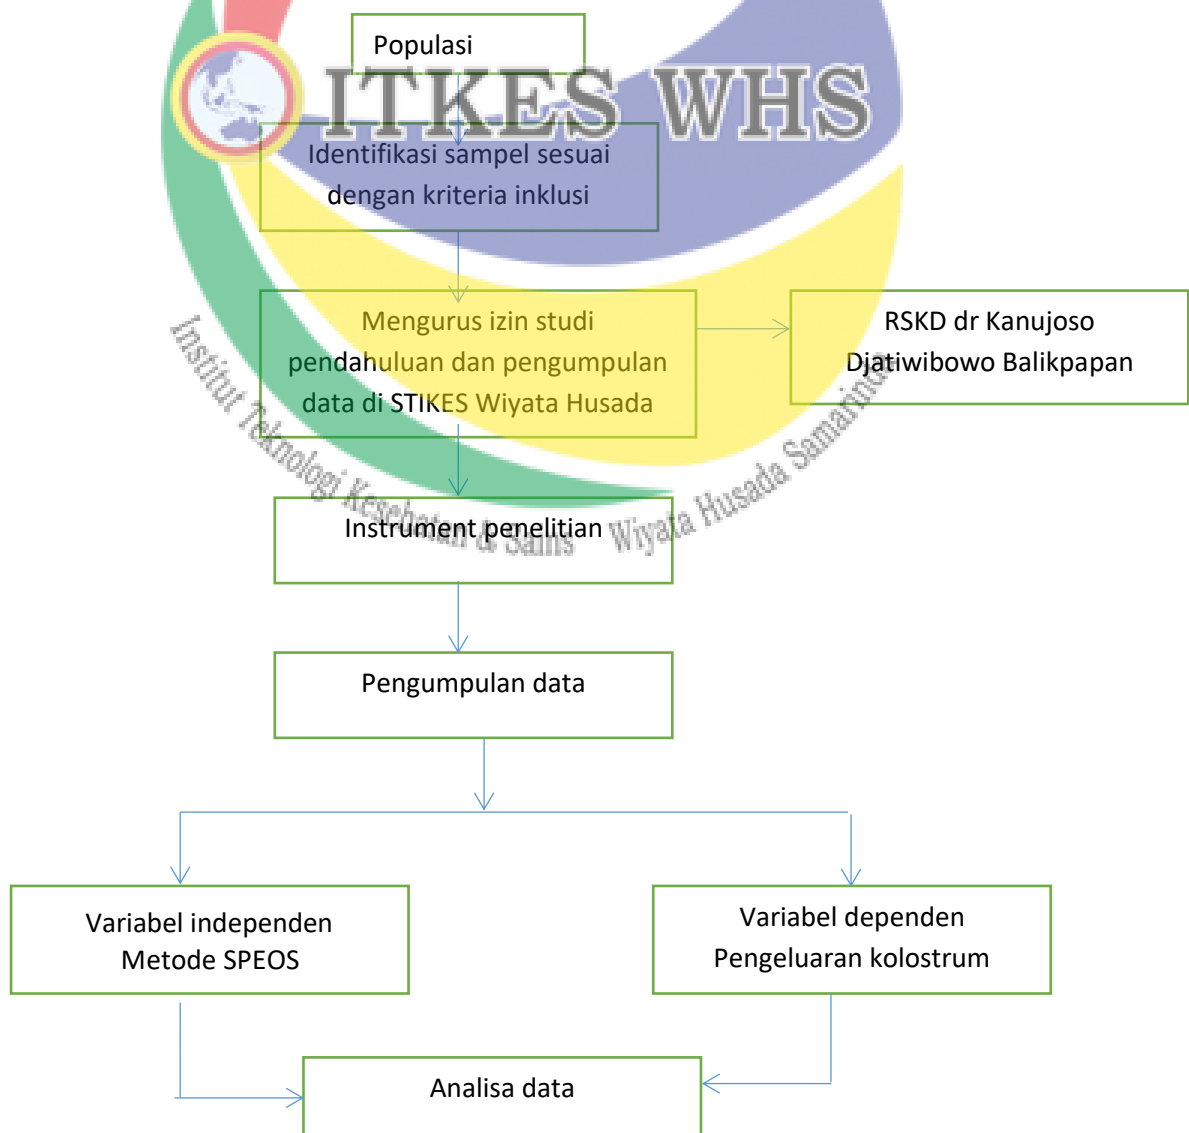 Populasi
ITKES WHS
Identifikasi sampel sesuai
dengan kriteria inklusi
Mengurus izin studi
pendahuluan dan pengumpulan
data di STIKES Wiyata Husada
RSKD dr Kanujoso
Djatiwibowo Balikpapan
Institut Teknologi Kesehatan & Sains Wiyata Husada Samarinda
Instrument penelitian
Pengumpulan data
Variabel independen
Metode SPEOS
Variabel dependen
Pengeluaran kolostrum
Analisa data